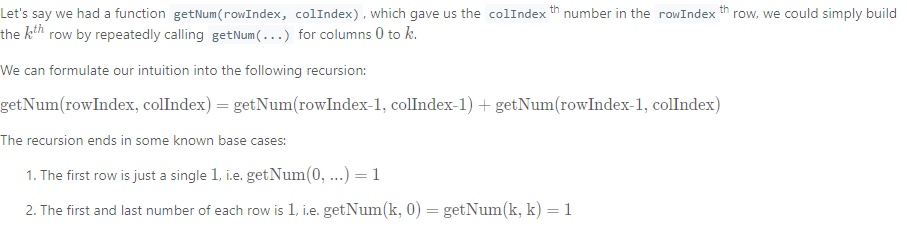 Let's say we had a function getNum(rowIndex, colIndex), which gave us the colIndex th number in the rowIndex th row, we could simply build
the kth row by repeatedly calling getNum(...) for columns 0 to k.
We can formulate our intuition into the following recursion:
getNum(rowIndex, colIndex) = getNum(rowIndex-1, colIndex-1) + getNum(rowIndex-1, colIndex)
The recursion ends in some known base cases:
1. The first row is just a single 1, i.e. getNum(0, ...) = 1
2. The first and last number of each row is 1, i.e. getNum(k, 0) = getNum(k, k) = 1